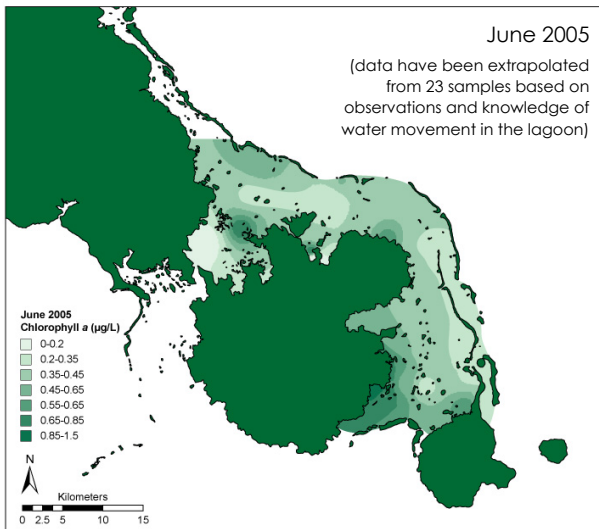 June 2005
(data have been extrapolated
from 23 samples based on
observations and knowledge of
water movement in the lagoon)
June 2005
Chlorophyll a (µg/L)
0-0.2
0.2-0.35
0.35-0.45
0.45-0.65
0.55-0.65
0.65-0.85
0.85-1.5
N
Kilometers
0 2.5 5 10 15